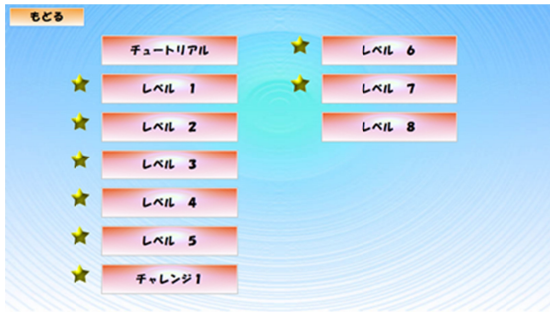 もどる
チュートリアル
レベル 1
レベル 2
レベル 3
レベル 4
レベル 5
チャレンジ1
レベル 6
レベル 7
レベル 8